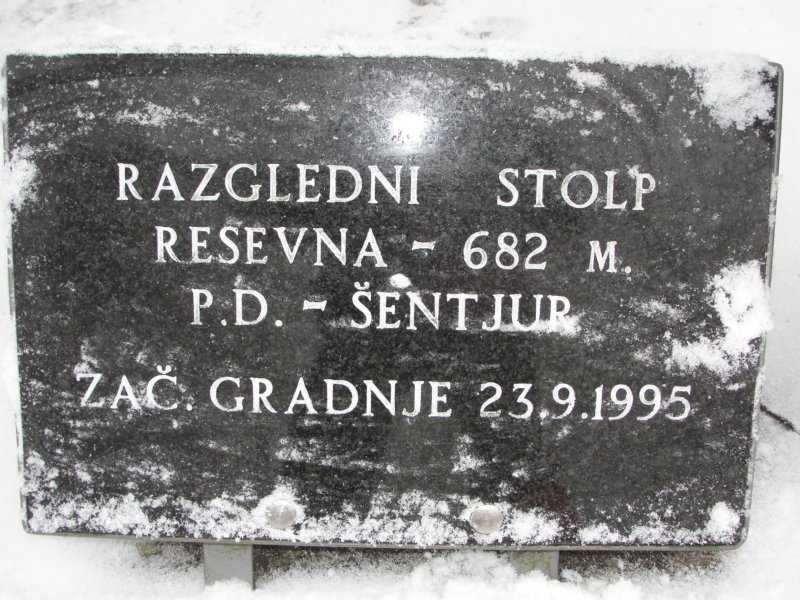 RAZGLEDNI STOLP
RESEVNA - 682 M.
P.D. - ŠENTJUR
ZAČ. GRADNJE 23.9.1995